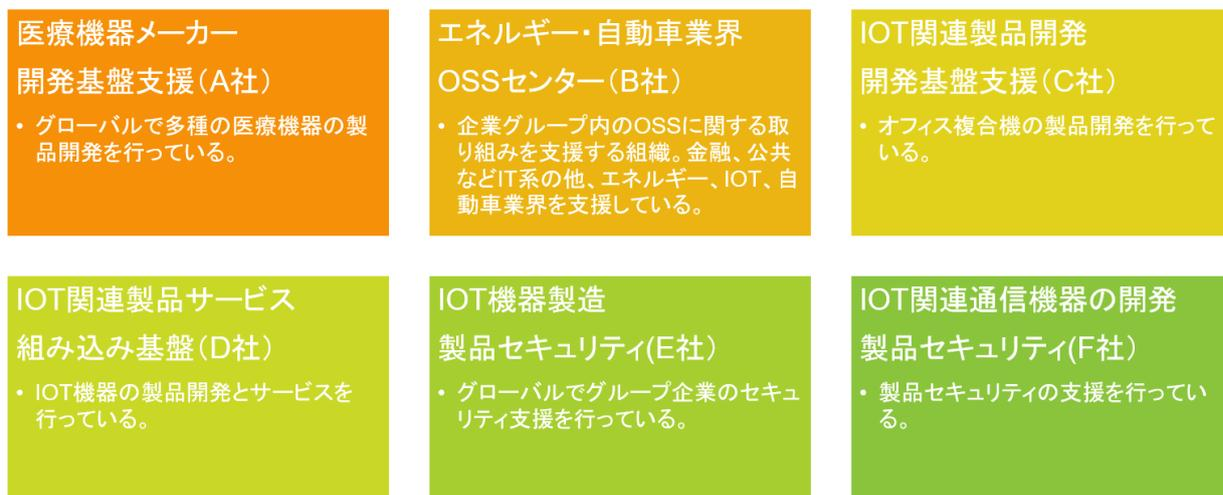 医療機器メーカー
開発基盤支援（A社）
• グローバルで多種の医療機器の製
品開発を行っている。
エネルギー・自動車業界
OSSセンター（B社）
• 企業グループ内のOSSに関する取
り組みを支援する組織。金融、公共
などIT系の他、エネルギー、IOT、自
動車業界を支援している。
IOT関連製品開発
開発基盤支援（C社）
• オフィス複合機の製品開発を行って
いる。
IOT関連製品サービス
組み込み基盤（D社）
• IOT機器の製品開発とサービスを
行っている。
IOT機器製造
製品セキュリティ(E社）
• グローバルでグループ企業のセキュ
リティ支援を行っている。
IOT関連通信機器の開発
製品セキュリティ(F社）
• 製品セキュリティの支援を行ってい
る。